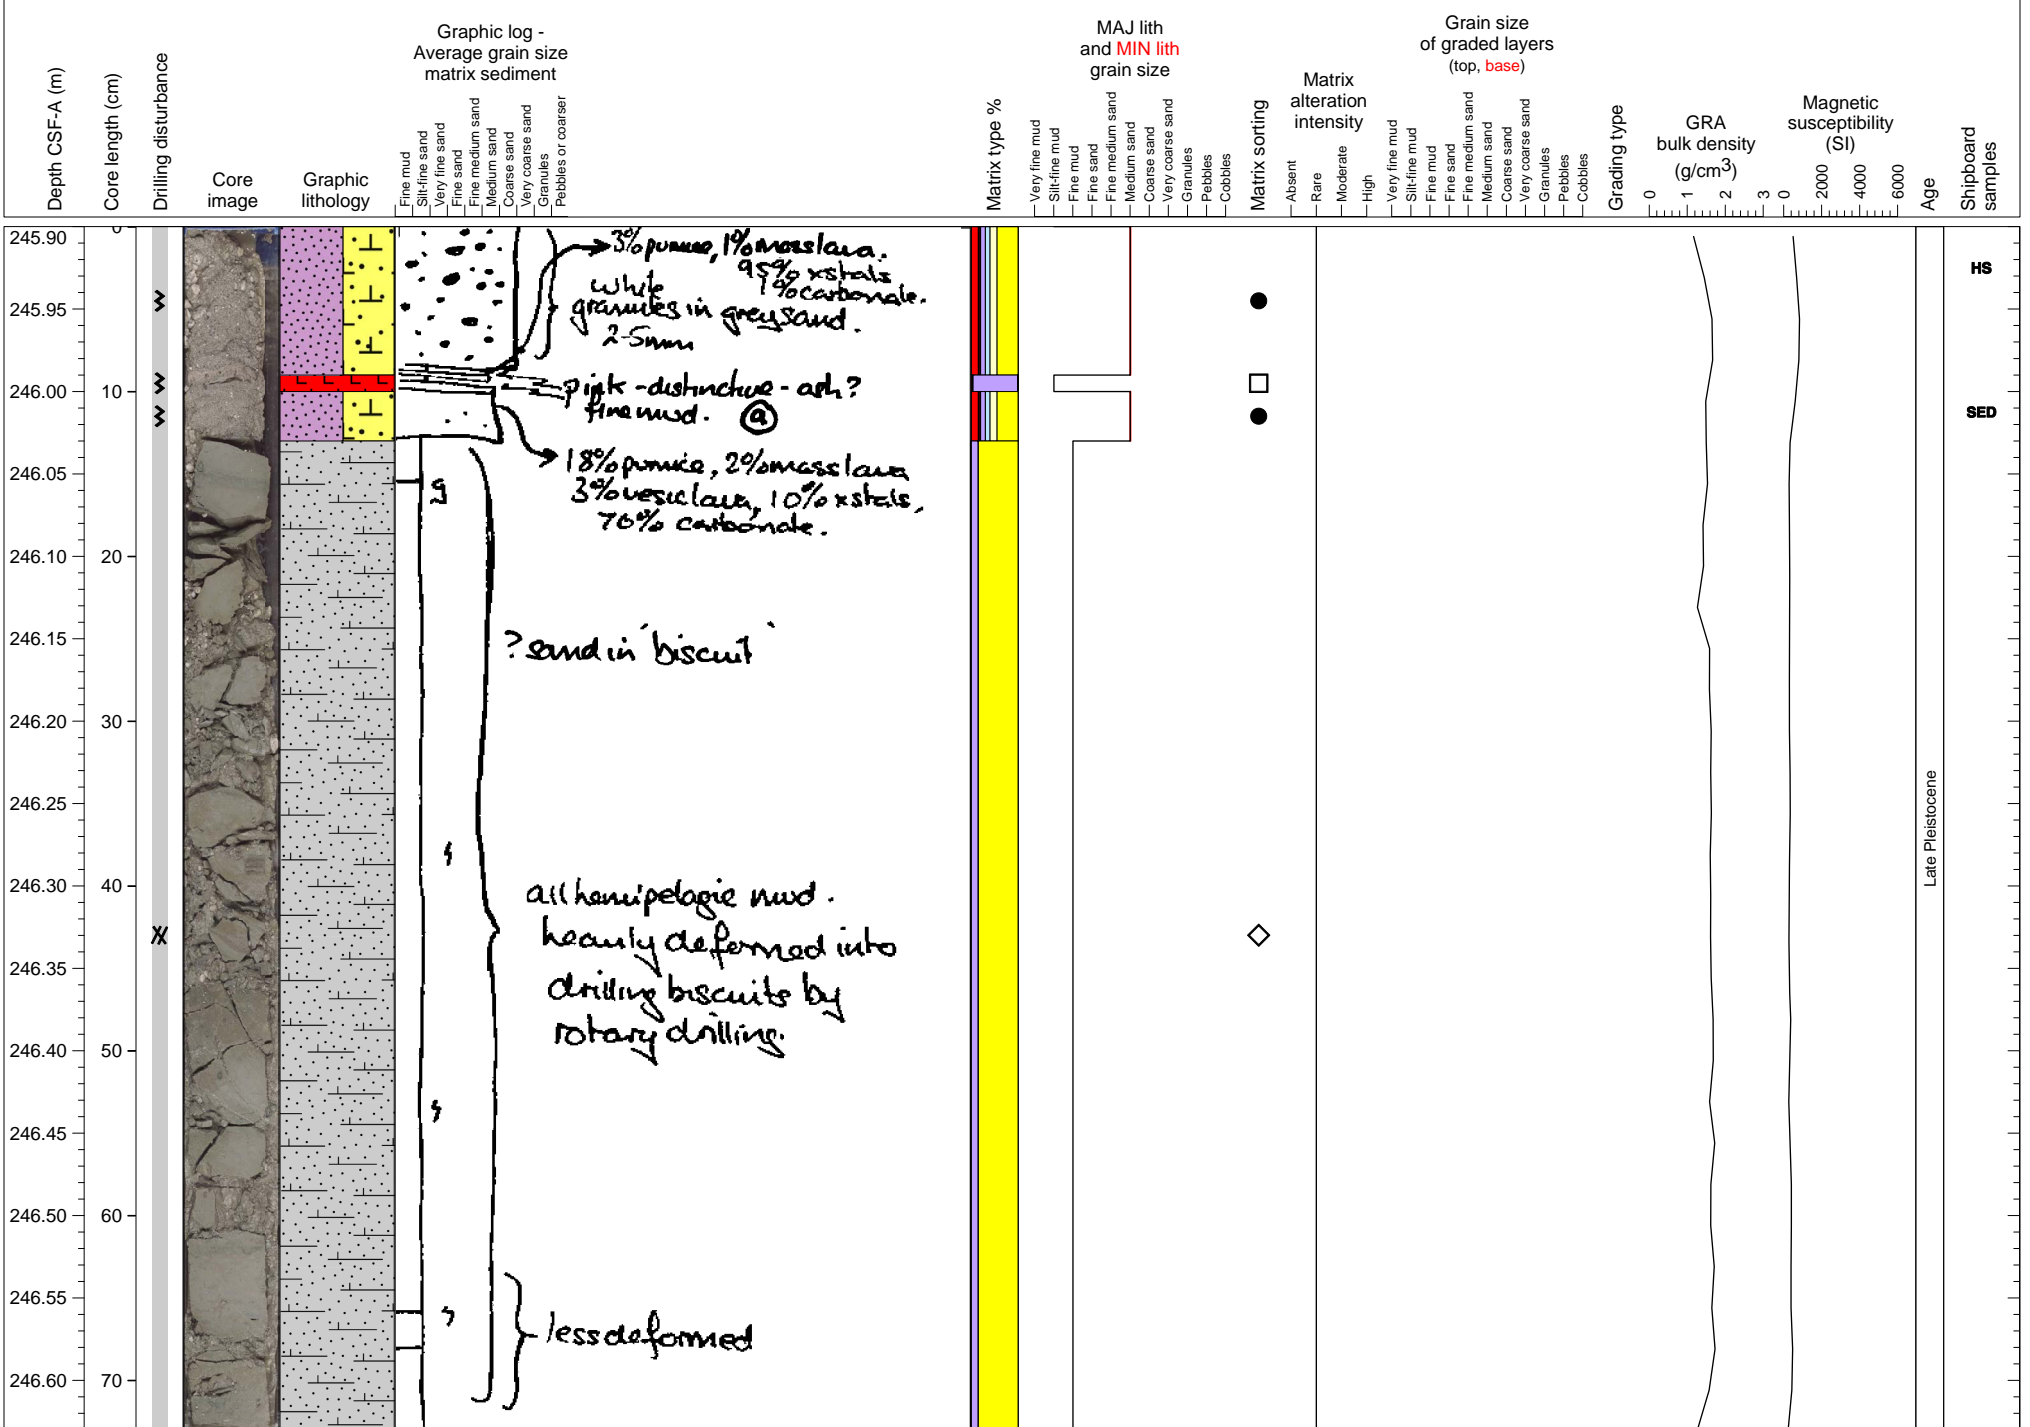 Depth CSF-A (m)
Core length (cm)
Drilling disturbance
Core
image
Graphic
lithology
Graphic log -
Average grain size
matrix sediment
Fine mud
Silt-fine sand
Very fine sand
Fine sand
Fine medium sand
Medium sand
Coarse sand
Very coarse sand
Granules
Pebbles or coarser
Matrix type %
MAJ lith
and MIN lith
grain size
Very fine mud
Silt-fine mud
Fine mud
Fine sand
Fine medium sand
Medium sand
Coarse sand
Very coarse sand
Granules
Pebbles
Cobbles
Matrix sorting
Matrix
alteration
intensity
Absent
Rare
Moderate
High
Grain size
of graded layers
(top, base)
Very fine mud
Silt-fine mud
Fine mud
Fine sand
Fine medium sand
Medium sand
Coarse sand
Very coarse sand
Granules
Pebbles
Cobbles
Grading type
GRA
bulk density
(g/cm3)
0 1 2 3
Magnetic
susceptibility
(SI)
0 2000 4000 6000
Age
Shipboard
samples
245.90 0
245.95
246.00 10
246.05
246.10 20
246.15
246.20 30
246.25
246.30 40
246.35
246.40 50
246.45
246.50 60
246.55
246.60 70
3% pumice, 1% mass lava.
95% xstals
1% carbonate.
white
granules in grey sand.
2-5mm
pink - distinctive - ash?
fine mud. a
18% pumice, 2% mass lava
3% vesic lava, 10% xstals,
70% carbonate.
? sand in 'biscuit'
all hemipelagic mud.
heavily deformed into
drilling biscuits by
rotary drilling.
less deformed
HS
SED
Late Pleistocene